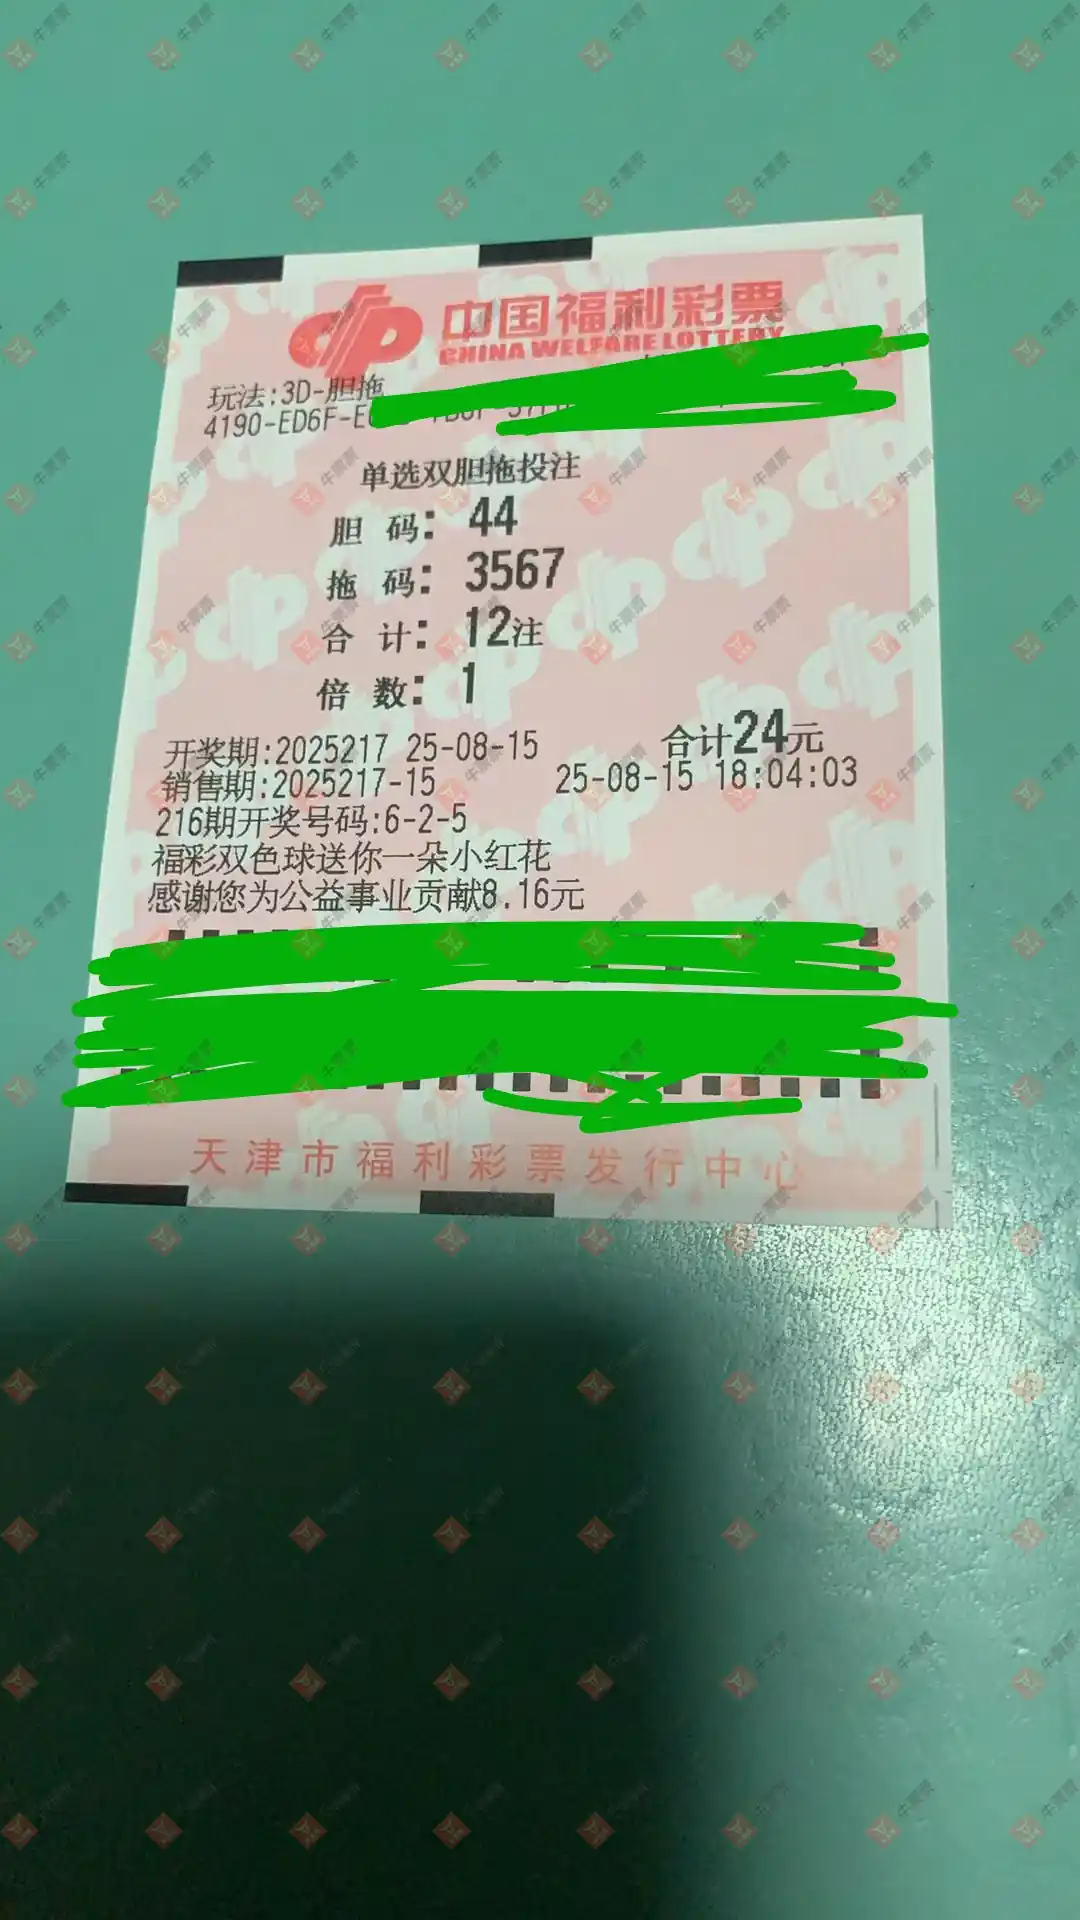 中国福利彩票
CHINA WELFARE LOTTERY
玩法:3D-胆拖
4190-ED6F-E
单选双胆拖投注
胆 码: 44
拖 码: 3567
合 计: 12注
倍 数: 1
开奖期:2025217 25-08-15 合计24元
销售期:2025217-15 25-08-15 18:04:03
216期开奖号码:6-2-5
福彩双色球送你一朵小红花
感谢您为公益事业贡献8.16元
天津市福利彩票发行中心